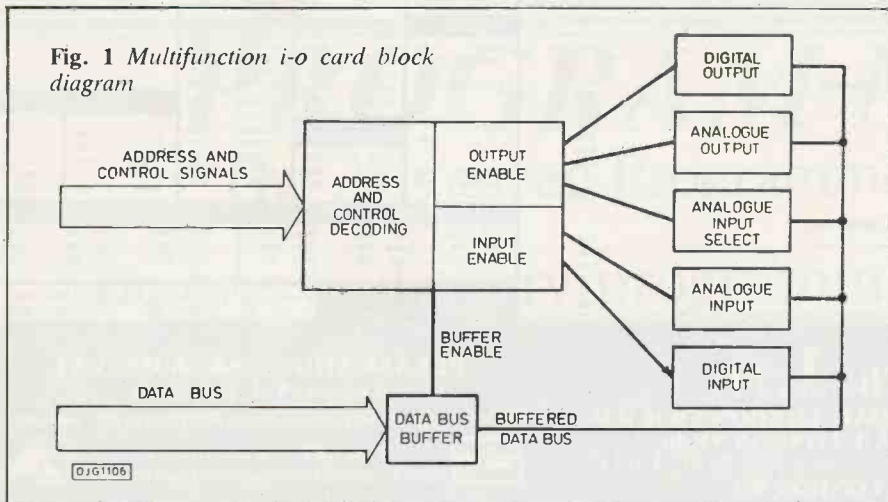 Fig. 1 Multifunction i-o card block
diagram
ADDRESS AND
CONTROL SIGNALS
ADDRESS
AND
CONTROL
DECODING
OUTPUT
ENABLE
INPUT
ENABLE
DIGITAL
OUTPUT
ANALOGUE
OUTPUT
ANALOGUE
INPUT
SELECT
ANALOGUE
INPUT
DIGITAL
INPUT
BUFFER
ENABLE
DATA BUS
DATA BUS
BUFFER
BUFFERED
DATA BUS
DJG1106